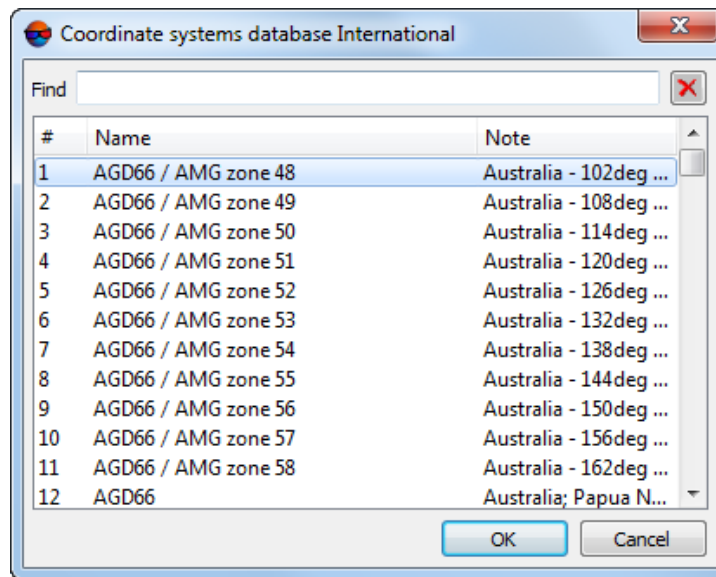 Coordinate systems database International
Find
# Name Note
1 AGD66 / AMG zone 48 Australia - 102deg ...
2 AGD66 / AMG zone 49 Australia - 108deg ...
3 AGD66 / AMG zone 50 Australia - 114deg ...
4 AGD66 / AMG zone 51 Australia - 120deg ...
5 AGD66 / AMG zone 52 Australia - 126deg ...
6 AGD66 / AMG zone 53 Australia - 132deg ...
7 AGD66 / AMG zone 54 Australia - 138deg ...
8 AGD66 / AMG zone 55 Australia - 144deg ...
9 AGD66 / AMG zone 56 Australia - 150deg ...
10 AGD66 / AMG zone 57 Australia - 156deg ...
11 AGD66 / AMG zone 58 Australia - 162deg ...
12 AGD66 Australia; Papua N...
OK Cancel